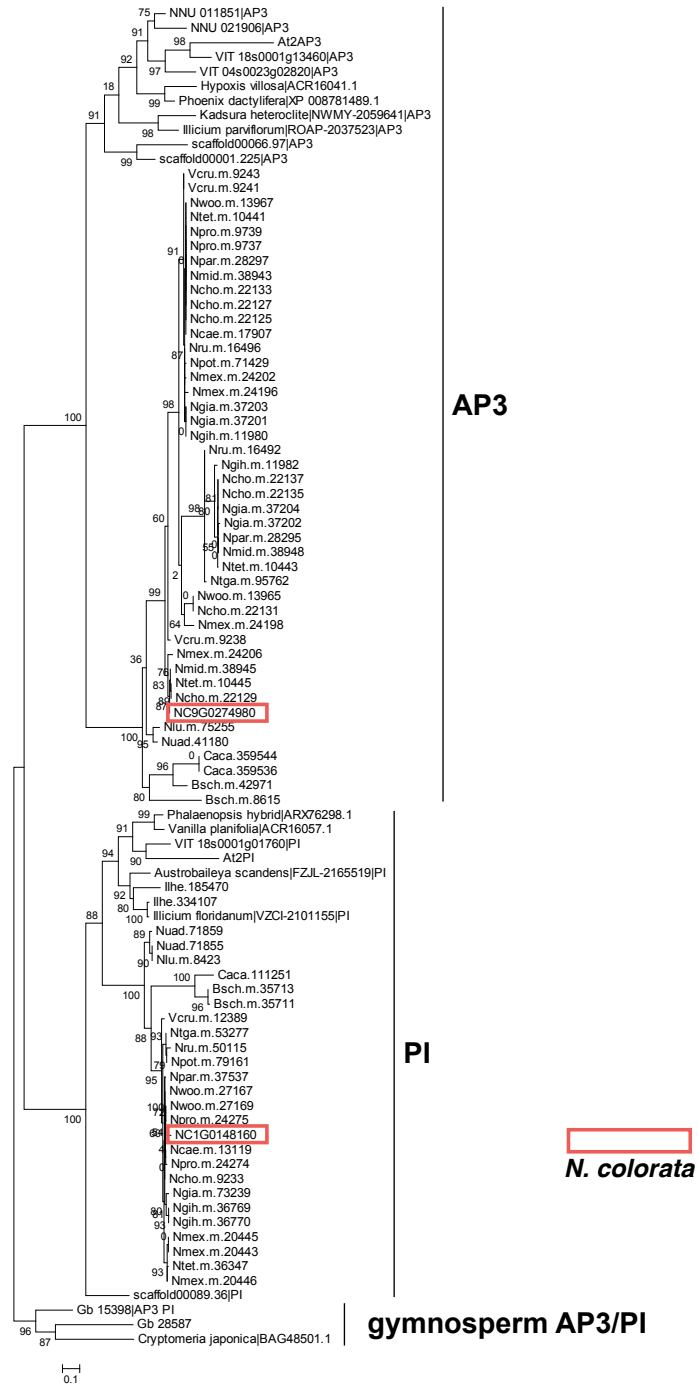 NNU 011851|AP3
NNU 021906|AP3
At2AP3
VIT 18s0001g13460|AP3
VIT 04s0023g02820|AP3
Hypoxis villosa|ACR16041.1
Phoenix dactylifera|XP 008781489.1
Kadsura heteroclite|NWMY-2059641|AP3
Illicium parviflorum|ROAP-2037523|AP3
scaffold00066.97|AP3
scaffold00001.225|AP3
Vcru.m.9243
Vcru.m.9241
Nwoo.m.13967
Ntet.m.10441
Npro.m.9739
Npro.m.9737
Npar.m.28297
Nmid.m.38943
Ncho.m.22133
Ncho.m.22127
Ncho.m.22125
Ncae.m.17907
Nru.m.16496
Npot.m.71429
Nmex.m.24202
Nmex.m.24196
Ngia.m.37203
Ngia.m.37201
Ngih.m.11980
Nru.m.16492
Ngih.m.11982
Ncho.m.22137
Ncho.m.22135
Ngia.m.37204
Ngia.m.37202
Npar.m.28295
Nmid.m.38948
Ntet.m.10443
Ntga.m.95762
Nwoo.m.13965
Ncho.m.22131
Nmex.m.24198
Vcru.m.9238
Nmex.m.24206
Nmid.m.38945
Ntet.m.10445
Ncho.m.22129
NC9G0274980
Nlu.m.75255
Nuad.41180
Caca.359544
Caca.359536
Bsch.m.42971
Bsch.m.8615
AP3
Phalaenopsis hybrid|ARX76298.1
Vanilla planifolia|ACR16057.1
VIT 18s0001g01760|PI
At2PI
Austrobaileya scandens|FZJL-2165519|PI
Ilhe.185470
Ilhe.334107
Illicium floridanum|VZCI-2101155|PI
Nuad.71859
Nuad.71855
Nlu.m.8423
Caca.111251
Bsch.m.35713
Bsch.m.35711
Vcru.m.12389
Ntga.m.53277
Nru.m.50115
Npot.m.79161
Npar.m.37537
Nwoo.m.27167
Nwoo.m.27169
Npro.m.24275
NC1G0148160
Ncae.m.13119
Npro.m.24274
Ncho.m.9233
Ngia.m.73239
Ngih.m.36769
Ngih.m.36770
Nmex.m.20445
Nmex.m.20443
Ntet.m.36347
Nmex.m.20446
scaffold00089.36|PI
PI
N. colorata
Gb 15398|AP3 PI
Gb 28587
Cryptomeria japonica|BAG48501.1
gymnosperm AP3/PI
75
91
98
92
97
18
99
91
98
99
91
87
98
0
100
98
80
60
2
0
64
99
76
83
87
36
100
95
0
96
80
99
91
94
90
92
80
100
88
89
90
100
100
96
88
93
79
95
4
0
93
0
93
100
96
87
0.1